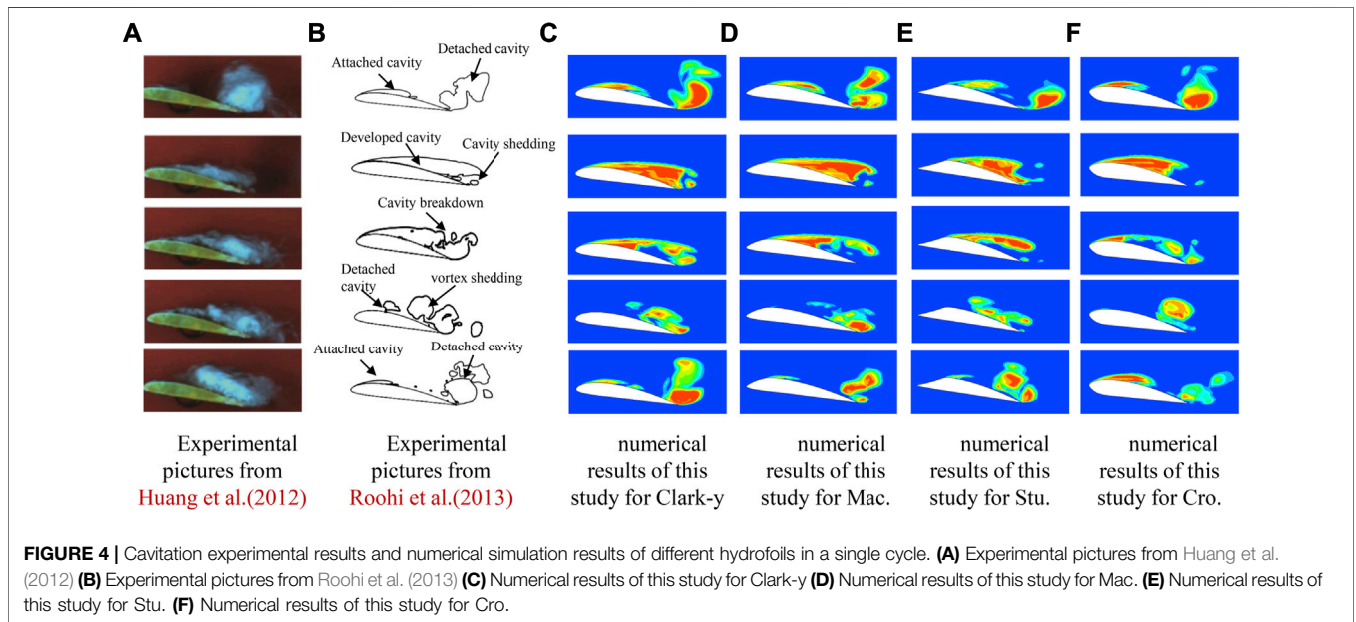 A
B
C
D
E
F
Attached cavity
Detached cavity
Developed cavity
Cavity shedding
Cavity breakdown
Detached
cavity
vortex shedding
Attached cavity
Detached cavity
Experimental
pictures from
Huang et al.(2012)
Experimental
pictures from
Roohi et al.(2013)
numerical
results of this
study for Clark-y
numerical
results of this
study for Mac.
numerical
results of this
study for Stu.
numerical
results of this
study for Cro.
FIGURE 4 | Cavitation experimental results and numerical simulation results of different hydrofoils in a single cycle. (A) Experimental pictures from Huang et al.
(2012) (B) Experimental pictures from Roohi et al. (2013) (C) Numerical results of this study for Clark-y (D) Numerical results of this study for Mac. (E) Numerical results of
this study for Stu. (F) Numerical results of this study for Cro.